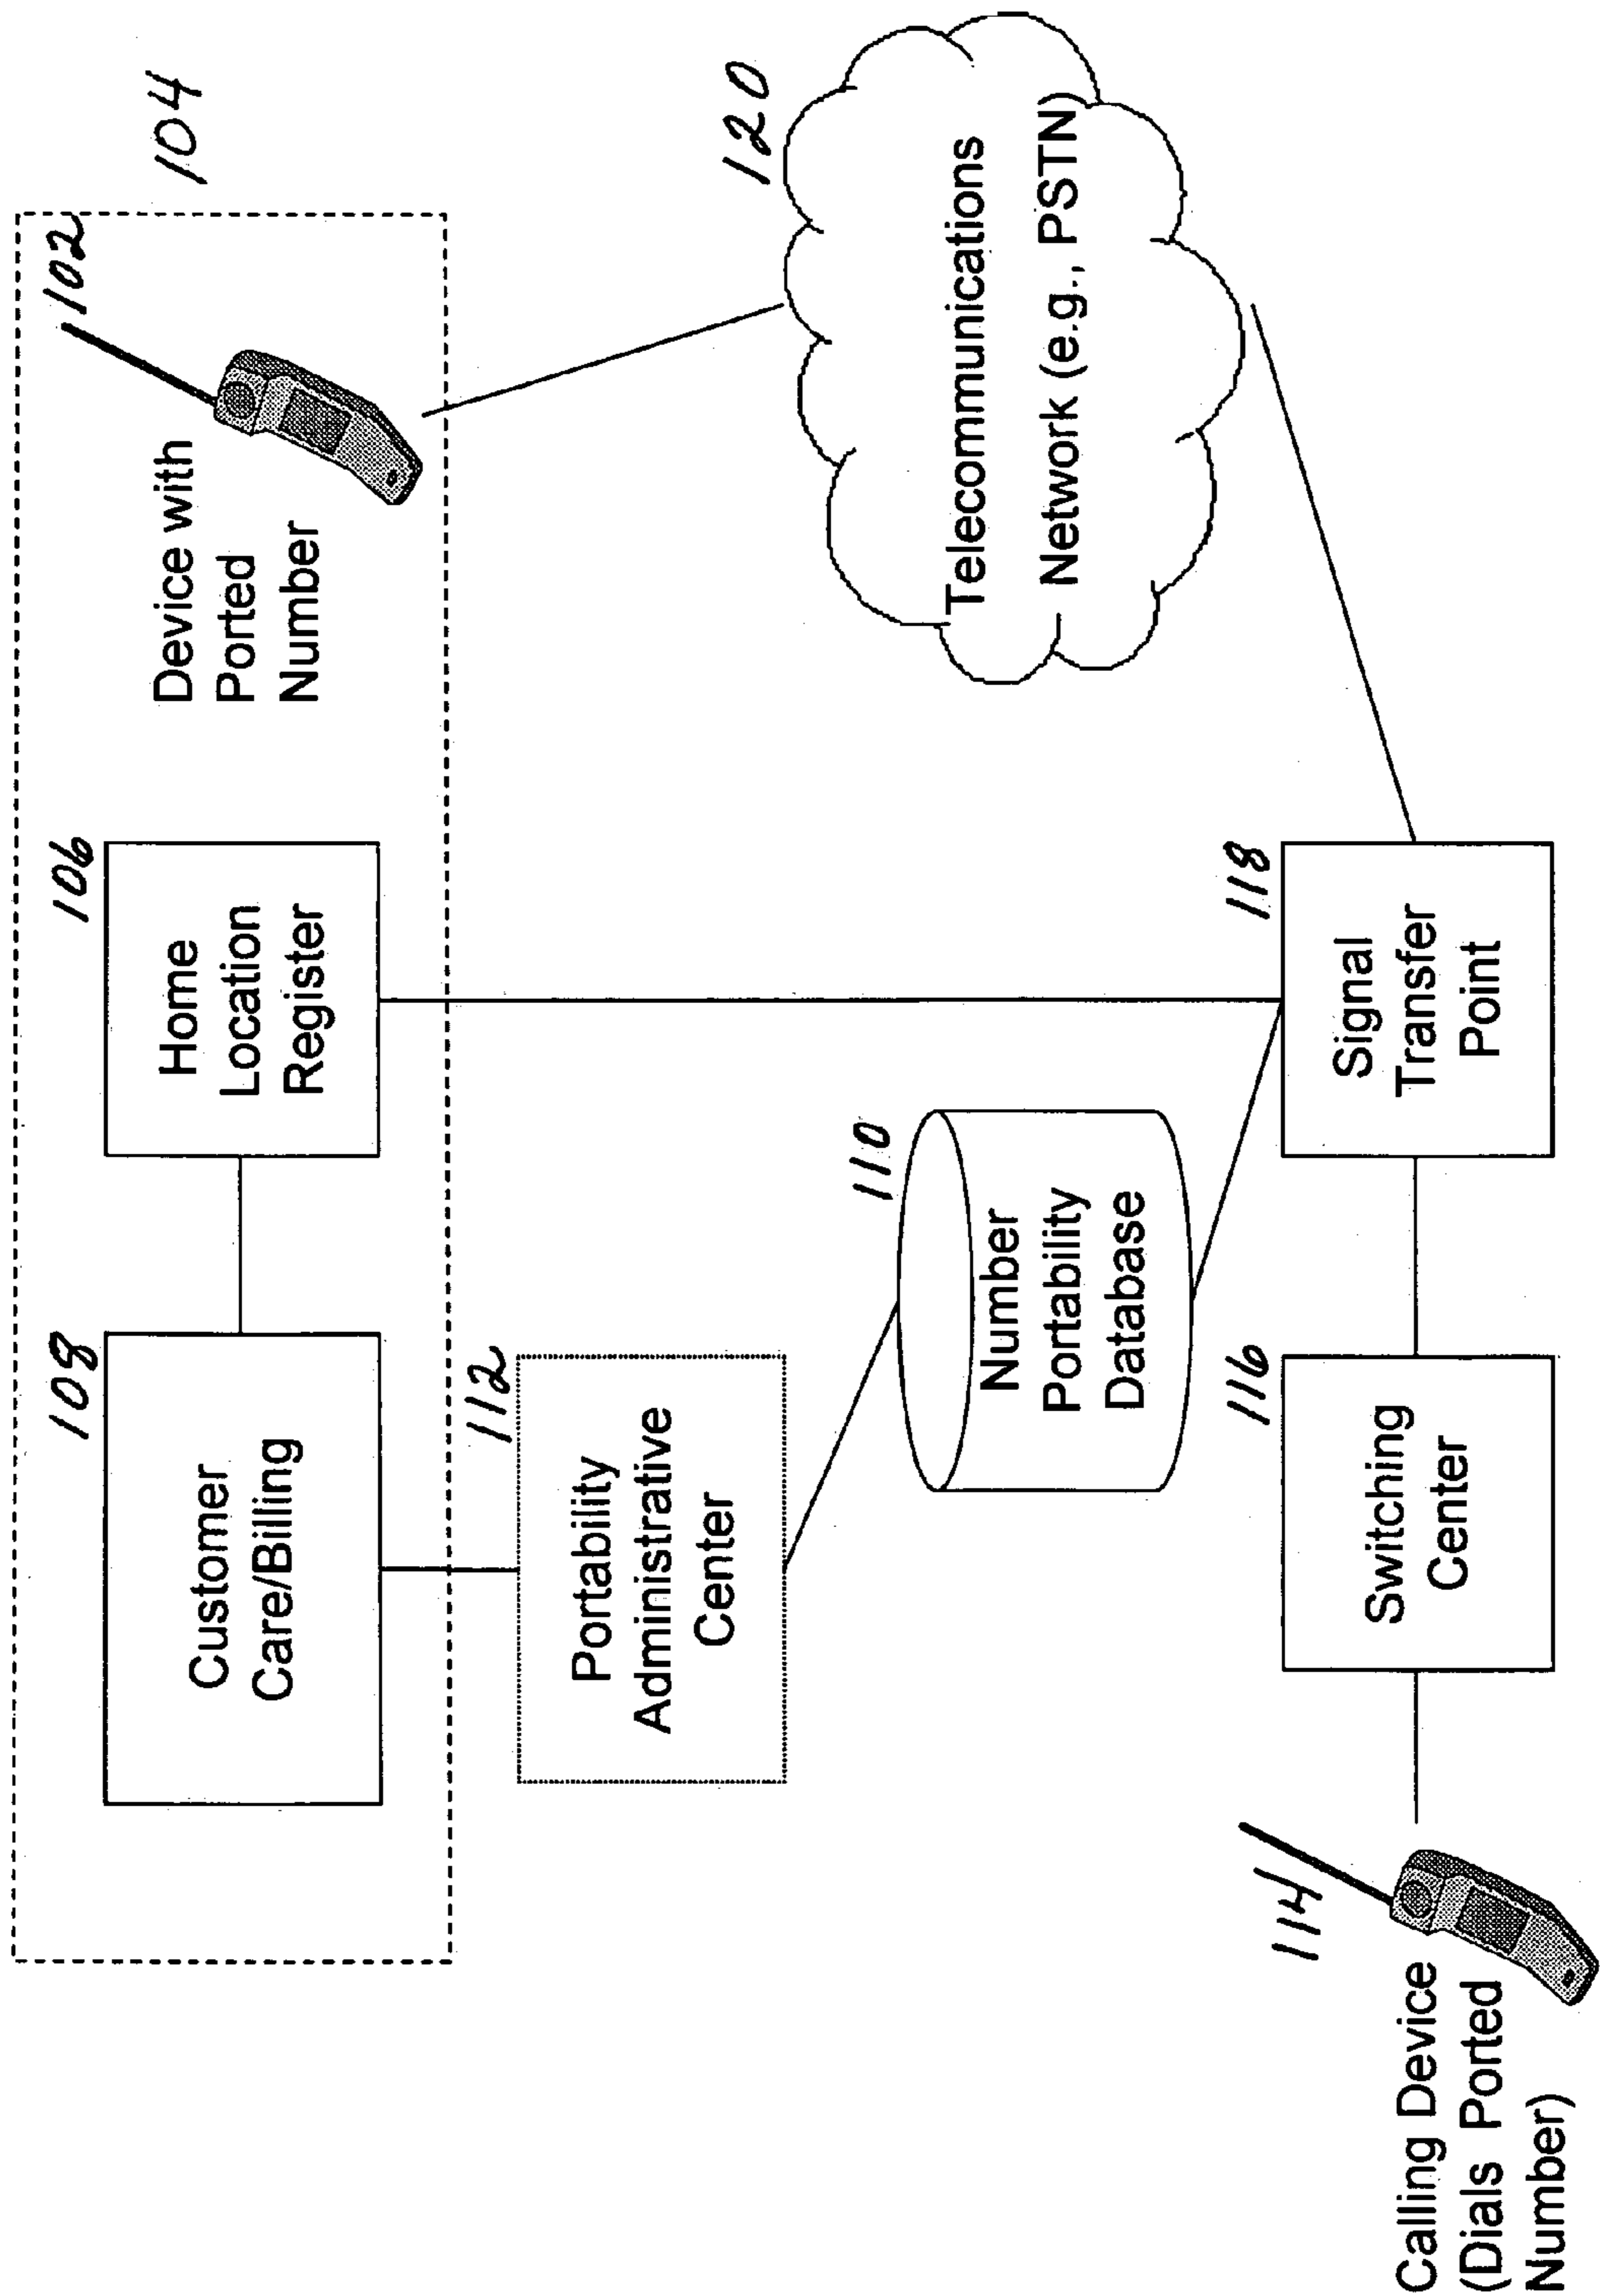 104
102
Device with
Ported
Number
106
Home
Location
Register
108
Customer
Care/Billing
112
Portability
Administrative
Center
110
Number
Portability
Database
120
Telecommunications
Network (e.g., PSTN)
118
Signal
Transfer
Point
116
Switching
Center
114
Calling Device
(Dials Ported
Number)